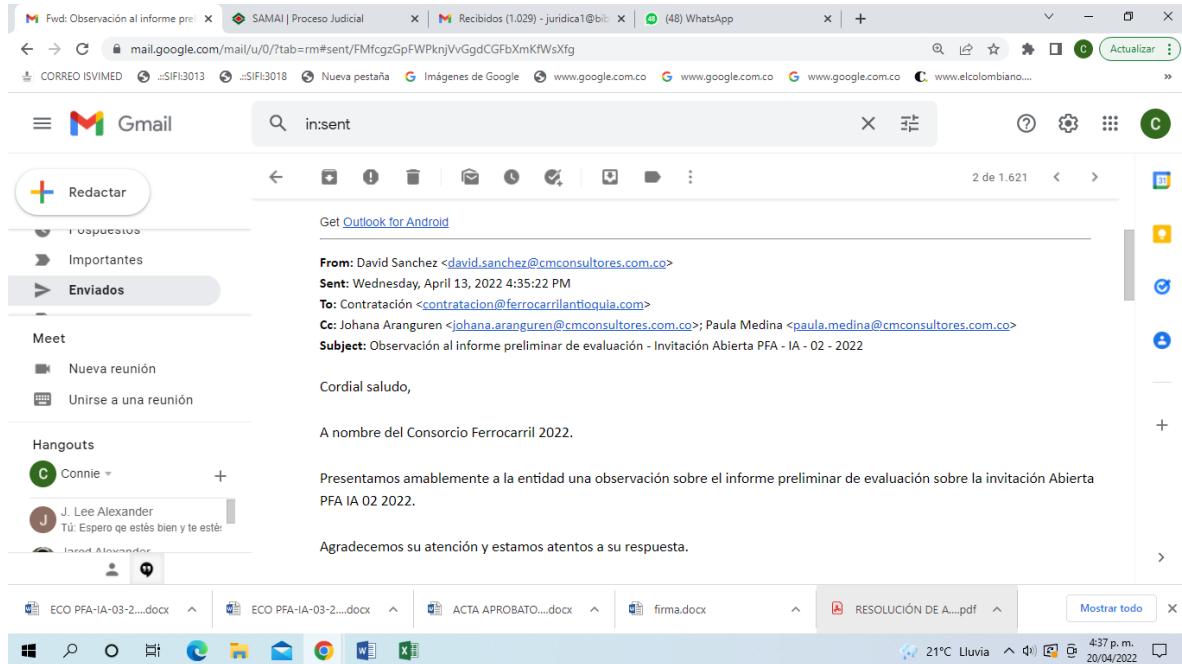 Fwd: Observación al informe prel
SAMAI | Proceso Judicial
Recibidos (1.029) - juridica1@bib
(48) WhatsApp
mail.google.com/mail/u/0/?tab=rm#sent/FMfcgzGpFWPknjVvGgdCGFbXmKfWsXfg
C
Actualizar
CORREO ISVIMED
.::SIFI:3013
.::SIFI:3018
Nueva pestaña
Imágenes de Google
www.google.com.co
www.google.com.co
www.google.com.co
www.elcolombiano....
»
Gmail
in:sent
C
Redactar
2 de 1.621
Pospuestos
Importantes
Enviados
Meet
Nueva reunión
Unirse a una reunión
Hangouts
C Connie
J J. Lee Alexander
Tú: Espero qe estés bien y te estés
Jared Alexander
Get Outlook for Android
From: David Sanchez <david.sanchez@cmconsultores.com.co>
Sent: Wednesday, April 13, 2022 4:35:22 PM
To: Contratación <contratacion@ferrocarrilantioquia.com>
Cc: Johana Aranguren <johana.aranguren@cmconsultores.com.co>; Paula Medina <paula.medina@cmconsultores.com.co>
Subject: Observación al informe preliminar de evaluación - Invitación Abierta PFA - IA - 02 - 2022
Cordial saludo,
A nombre del Consorcio Ferrocarril 2022.
Presentamos amablemente a la entidad una observación sobre el informe preliminar de evaluación sobre la invitación Abierta
PFA IA 02 2022.
Agradecemos su atención y estamos atentos a su respuesta.
31
ECO PFA-IA-03-2....docx
ECO PFA-IA-03-2....docx
ACTA APROBATO....docx
firma.docx
RESOLUCIÓN DE A....pdf
Mostrar todo
21°C Lluvia
4:37 p. m.
20/04/2022